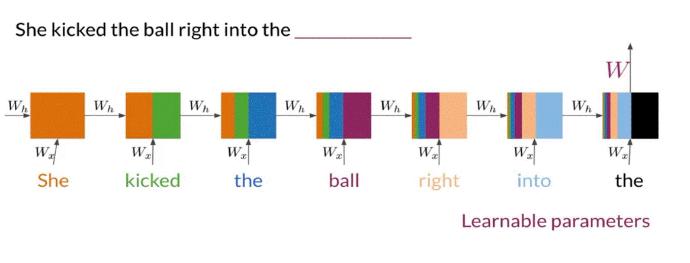 She kicked the ball right into the ____________
W
W_h W_h W_h W_h W_h W_h W_h
W_x W_x W_x W_x W_x W_x W_x
She kicked the ball right into the
Learnable parameters